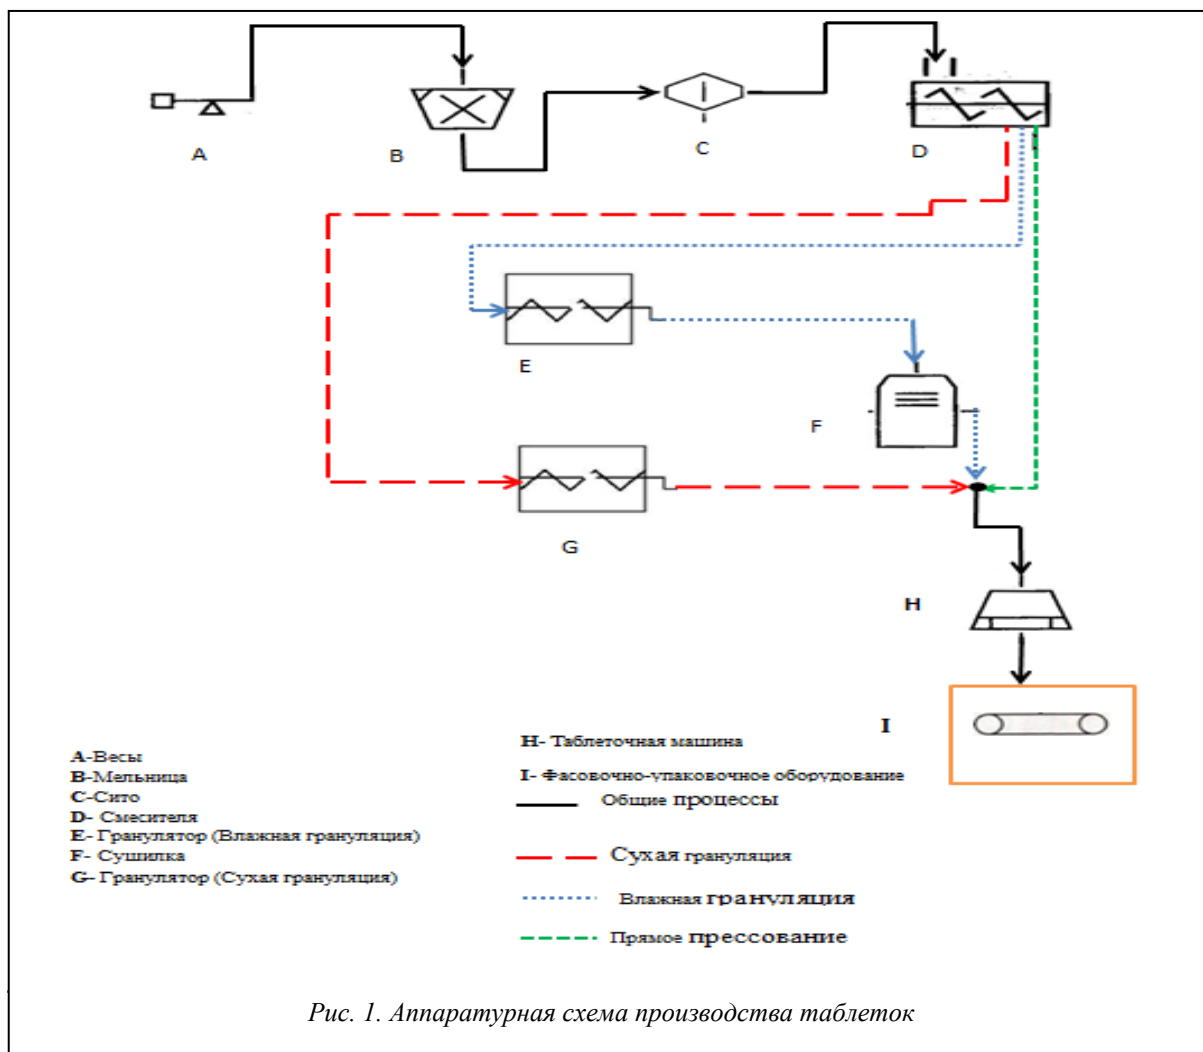 A
B
C
D
E
F
G
H
I
A-Весы
B-Мельница
C-Сито
D- Смесителя
E- Гранулятор (Влажная грануляция)
F- Сушилка
G- Гранулятор (Сухая грануляция)
H- Таблеточная машина
I- Фасовочно-упаковочное оборудование
Общие процессы
Сухая грануляция
Влажная грануляция
Прямое прессование
Рис. 1. Аппаратурная схема производства таблеток